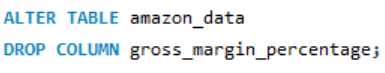 ALTER TABLE amazon_data
DROP COLUMN gross_margin_percentage;